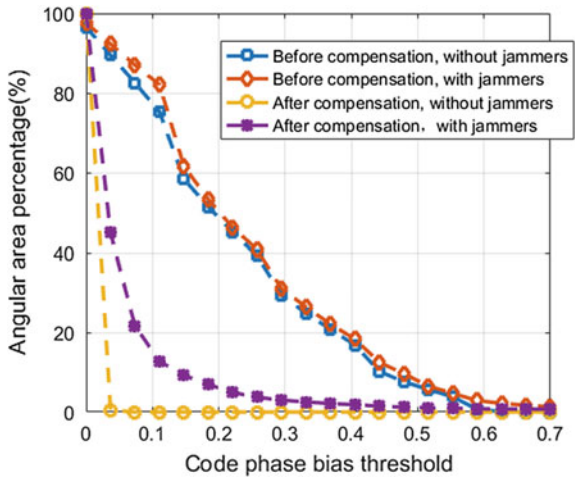 100
80
60
40
20
0
Angular area percentage(%)
Before compensation, without jammers
Before compensation, with jammers
After compensation, without jammers
After compensation, with jammers
0 0.1 0.2 0.3 0.4 0.5 0.6 0.7
Code phase bias threshold